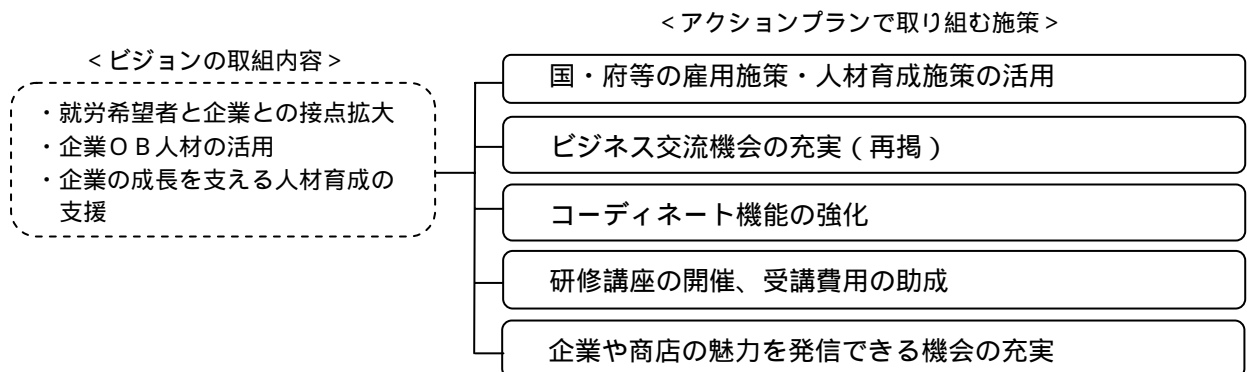 ＜ビジョンの取組内容＞
・就労希望者と企業との接点拡大
・企業ＯＢ人材の活用
・企業の成長を支える人材育成の
支援
＜アクションプランで取り組む施策＞
国・府等の雇用施策・人材育成施策の活用
ビジネス交流機会の充実（再掲）
コーディネート機能の強化
研修講座の開催、受講費用の助成
企業や商店の魅力を発信できる機会の充実